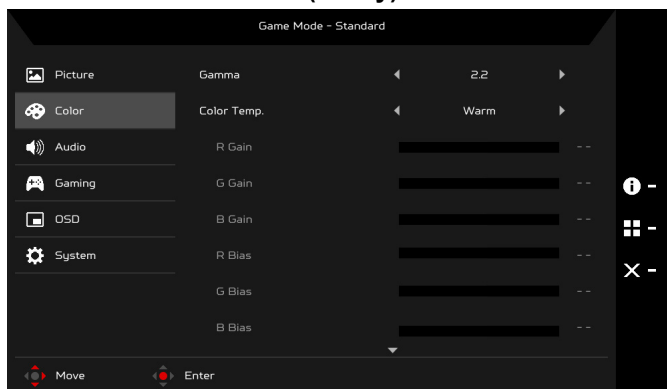 Game Mode - Standard
Picture Gamma 2.2
Color Color Temp. Warm
Audio R Gain --
Gaming G Gain --
OSD B Gain --
System R Bias --
G Bias --
B Bias --
Move Enter